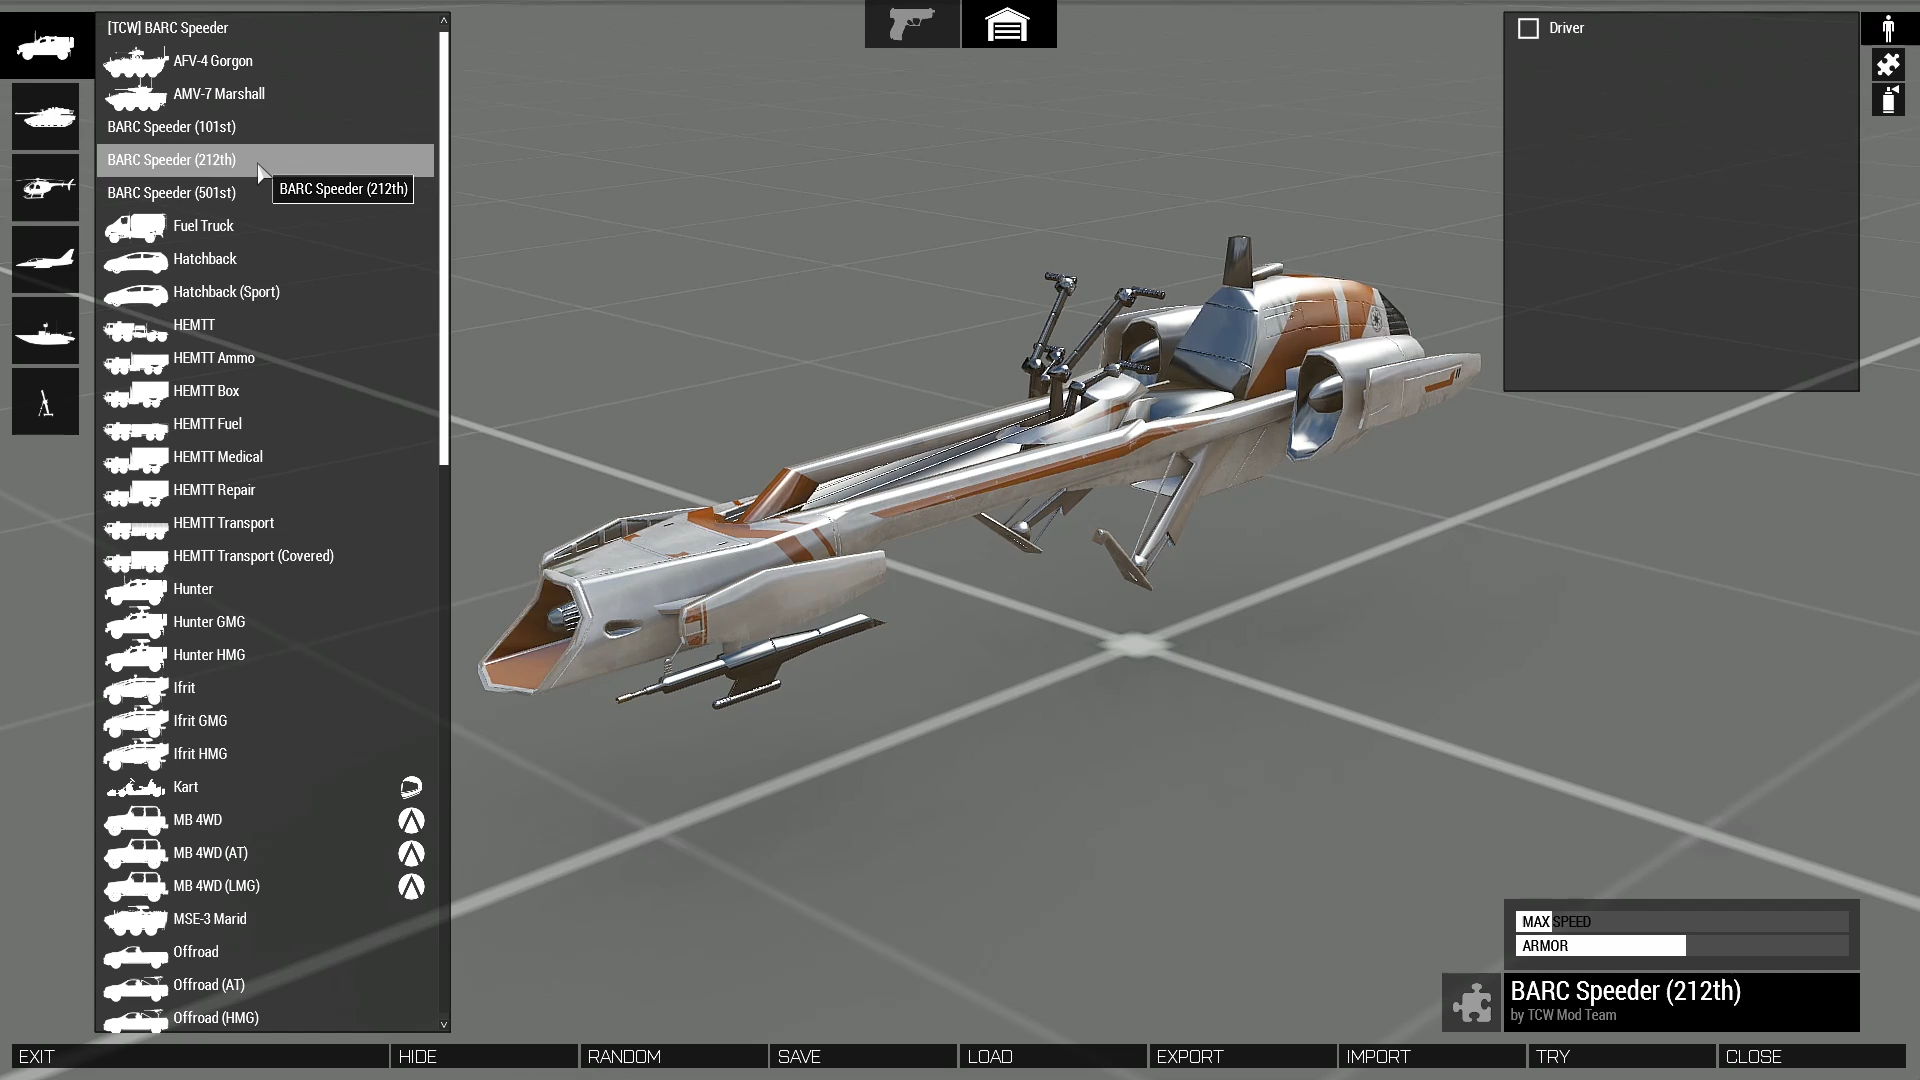 [TCW] BARC Speeder
AFV-4 Gorgon
AMV-7 Marshall
BARC Speeder (101st)
BARC Speeder (212th)
BARC Speeder (212th)
BARC Speeder (501st)
Fuel Truck
Hatchback
Hatchback (Sport)
HEMTT
HEMTT Ammo
HEMTT Box
HEMTT Fuel
HEMTT Medical
HEMTT Repair
HEMTT Transport
HEMTT Transport (Covered)
Hunter
Hunter GMG
Hunter HMG
Ifrit
Ifrit GMG
Ifrit HMG
Kart
MB 4WD
MB 4WD (AT)
MB 4WD (LMG)
MSE-3 Marid
Offroad
Offroad (AT)
Offroad (HMG)
Driver
MAX SPEED
ARMOR
BARC Speeder (212th)
by TCW Mod Team
EXIT
HIDE
RANDOM
SAVE
LOAD
EXPORT
IMPORT
TRY
CLOSE